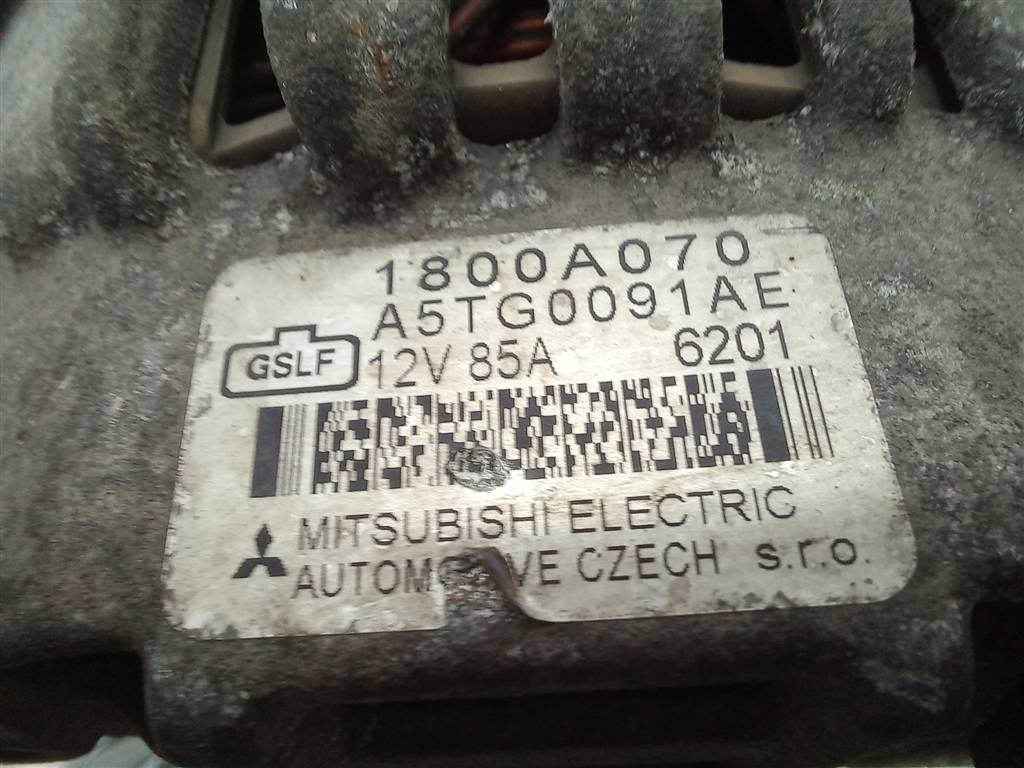 1800A070
A5TG0091AE
GSLF 12V 85A 6201
MITSUBISHI ELECTRIC
CZECH s.r.o.